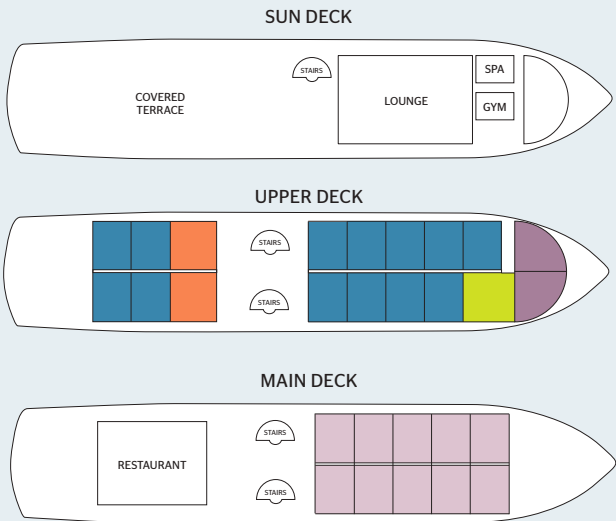 SUN DECK
STAIRS
COVERED
TERRACE
LOUNGE
SPA
GYM
UPPER DECK
STAIRS
STAIRS
MAIN DECK
STAIRS
RESTAURANT
STAIRS